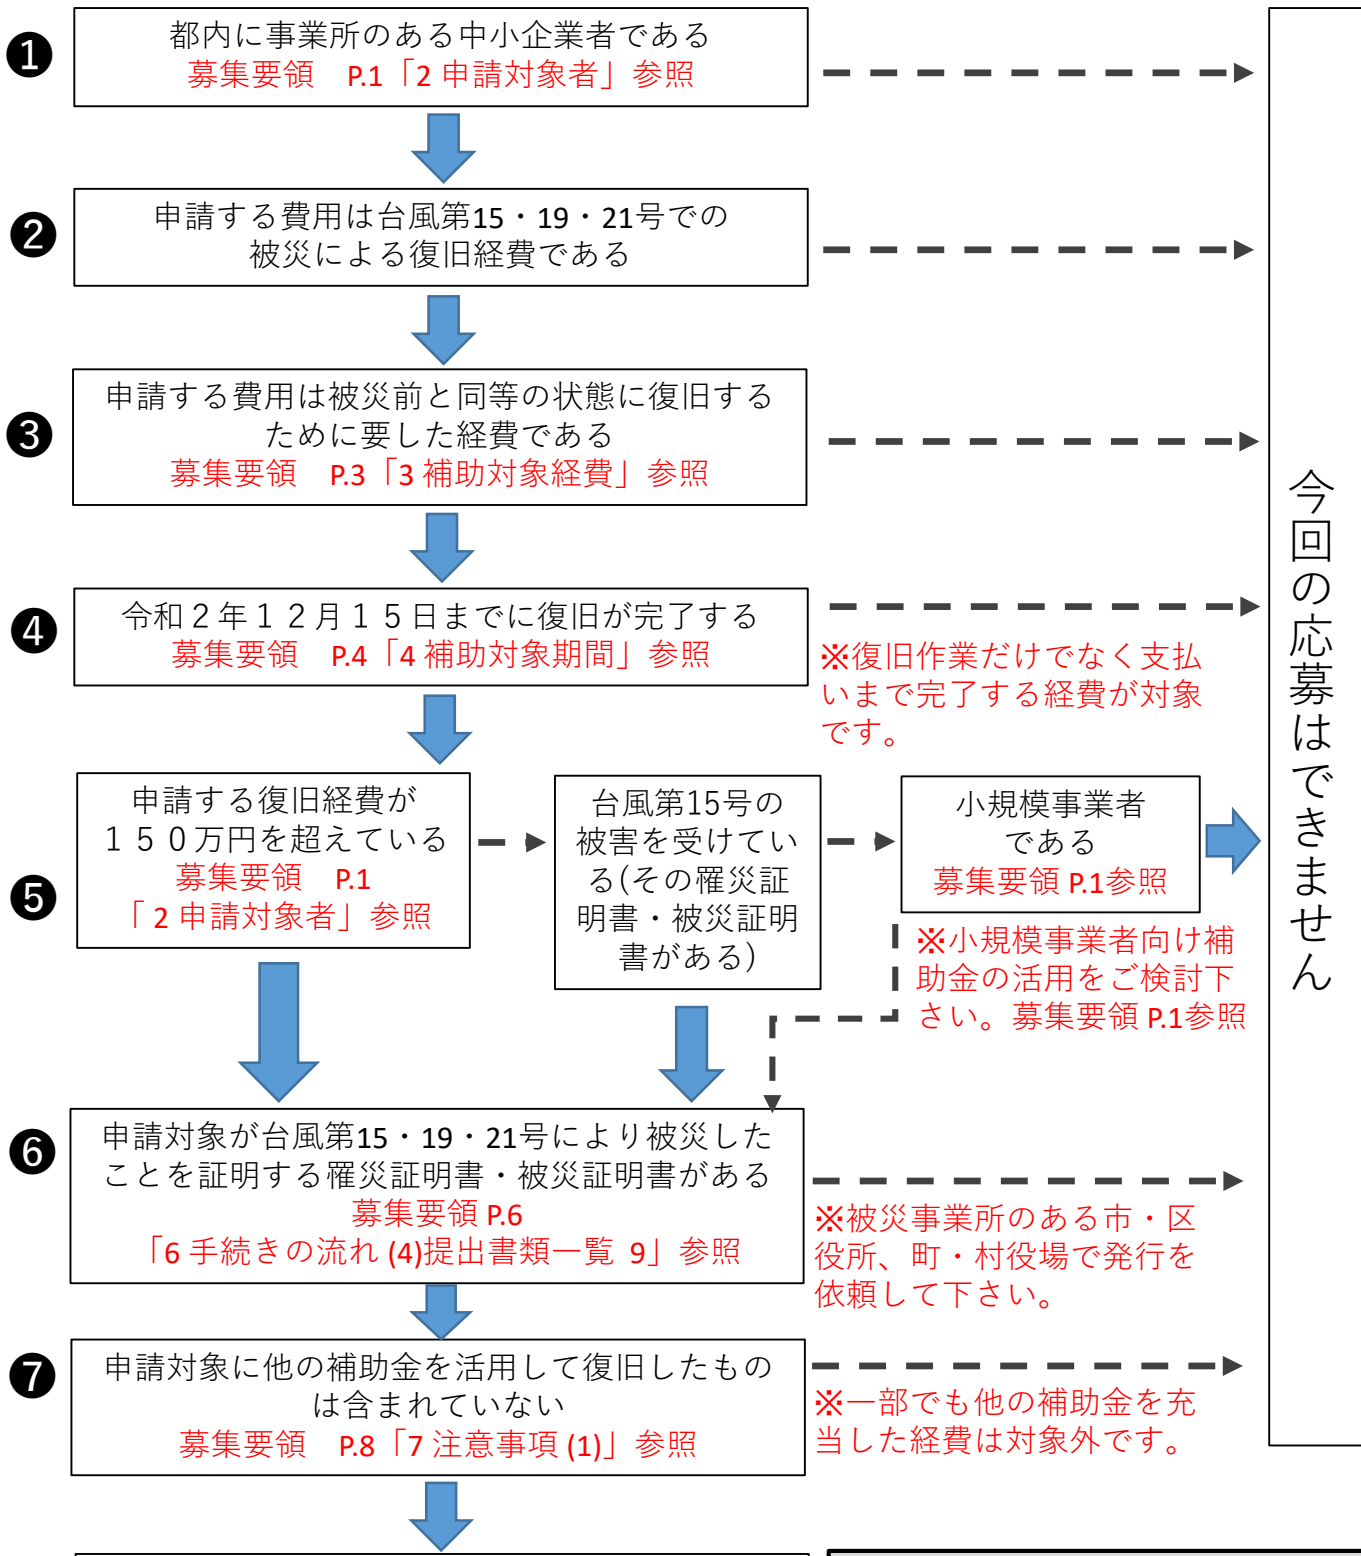 ❶
都内に事業所のある中小企業者である
募集要領　P.1「2 申請対象者」参照
❷
申請する費用は台風第15・19・21号での
被災による復旧経費である
❸
申請する費用は被災前と同等の状態に復旧する
ために要した経費である
募集要領　P.3「3 補助対象経費」参照
❹
令和２年１２月１５日までに復旧が完了する
募集要領　P.4「4 補助対象期間」参照
※復旧作業だけでなく支払
いまで完了する経費が対象
です。
❺
申請する復旧経費が
１５０万円を超えている
募集要領　P.1
「 2 申請対象者」参照
台風第15号の
被害を受けてい
る(その罹災証
明書・被災証明
書がある)
小規模事業者
である
募集要領 P.1参照
※小規模事業者向け補
助金の活用をご検討下
さい。募集要領 P.1参照
❻
申請対象が台風第15・19・21号により被災した
ことを証明する罹災証明書・被災証明書がある
募集要領 P.6
「6 手続きの流れ (4)提出書類一覧 9」参照
※被災事業所のある市・区
役所、町・村役場で発行を
依頼して下さい。
❼
申請対象に他の補助金を活用して復旧したもの
は含まれていない
募集要領　P.8「7 注意事項 (1)」参照
※一部でも他の補助金を充
当した経費は対象外です。
今回の応募はできません